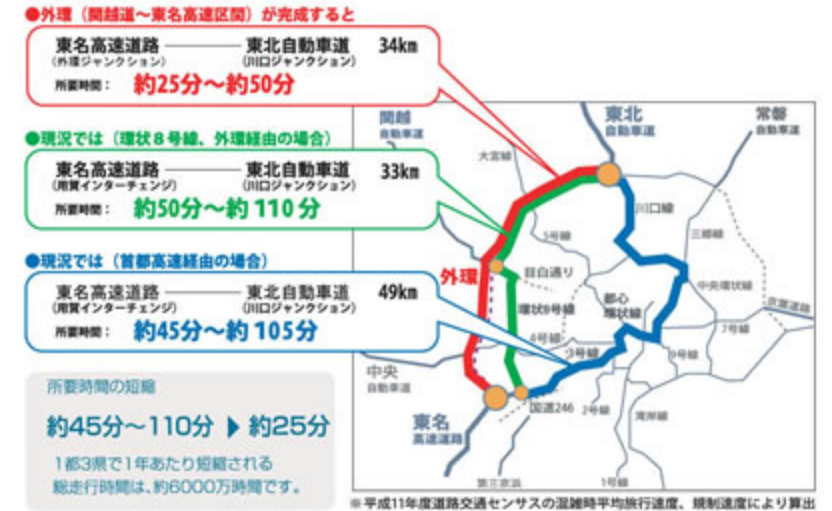 ●外環（関越道～東名高速区間）が完成すると
東名高速道路 ──── 東北自動車道 34km
（外環ジャンクション） （川口ジャンクション）
所要時間： 約25分～約50分
●現況では（環状８号線、外環経由の場合）
東名高速道路 ──── 東北自動車道 33km
（用賀インターチェンジ） （川口ジャンクション）
所要時間： 約50分～約110分
●現況では（首都高速経由の場合）
東名高速道路 ──── 東北自動車道 49km
（用賀インターチェンジ） （川口ジャンクション）
所要時間： 約45分～約105分
所要時間の短縮
約45分～110分 ▶ 約25分
1都3県で1年あたり短縮される
総走行時間は、約6000万時間です。
関越
自動車道
東北
自動車道
常磐
自動車道
大宮線
川口線
三郷線
5号線
外環
目白通り
中央環状線
京葉道路
環状8号線
都心
環状線
7号線
4号線
3号線
9号線
中央
自動車道
東名
高速道路
国道246
2号線
湾岸線
第三京浜
1号線
※平成11年度道路交通センサスの混雑時平均旅行速度、規制速度により算出